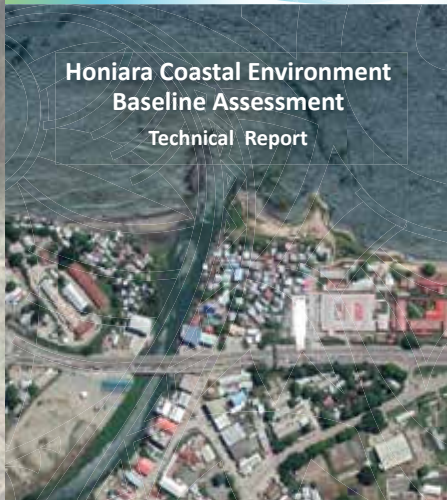 Honiara Coastal Environment
Baseline Assessment
Technical Report